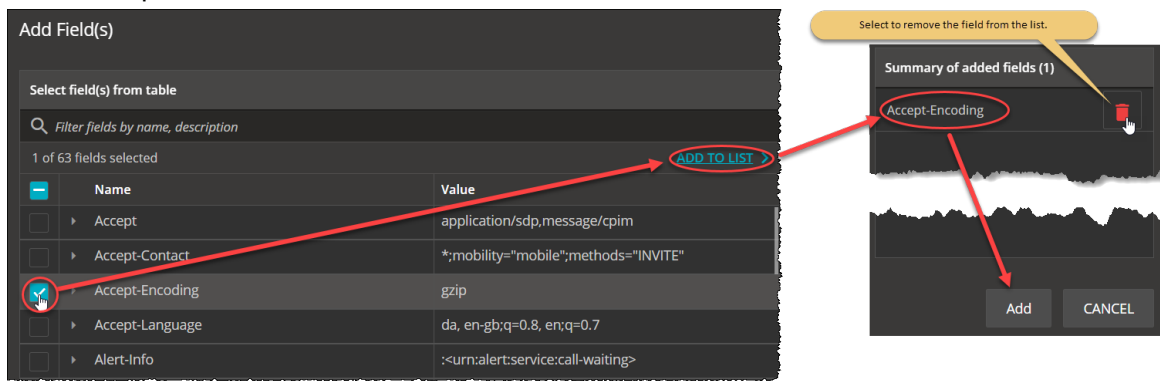 Add Field(s)
Select to remove the field from the list.
Select field(s) from table
Summary of added fields (1)
Filter fields by name, description
Accept-Encoding
1 of 63 fields selected
ADD TO LIST
Name Value
Accept application/sdp,message/cpim
Accept-Contact *;mobility="mobile";methods="INVITE"
Accept-Encoding gzip
Accept-Language da, en-gb;q=0.8, en;q=0.7
Alert-Info :<urn:alert:service:call-waiting>
Add CANCEL